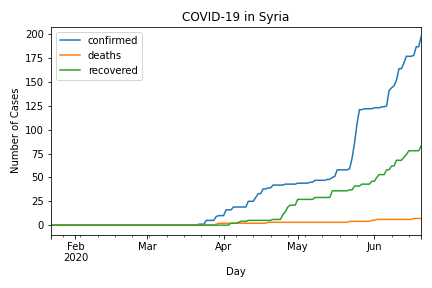 COVID-19 in Syria
confirmed
deaths
recovered
Number of Cases
200
175
150
125
100
75
50
25
0
Feb Mar Apr May Jun
2020
Day